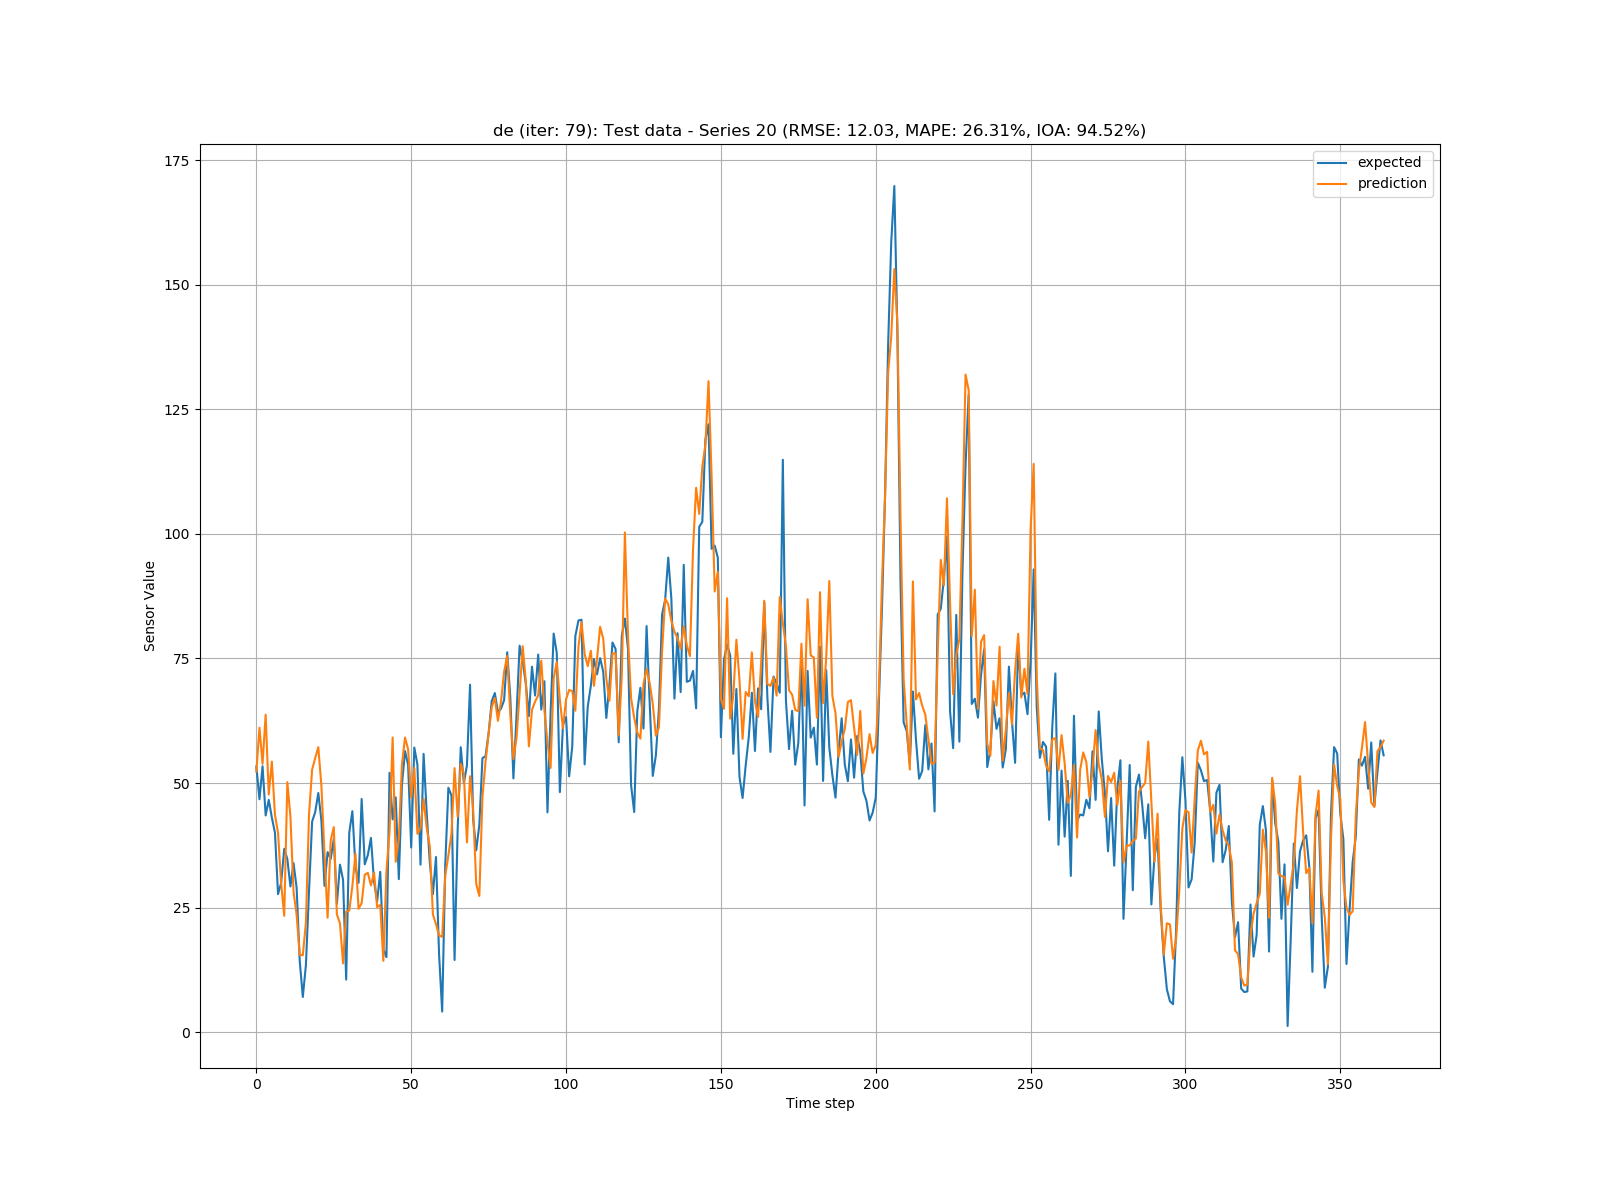 de (iter: 79): Test data - Series 20 (RMSE: 12.03, MAPE: 26.31%, IOA: 94.52%)
expected
prediction
175
150
125
100
75
50
25
0
Sensor Value
0 50 100 150 200 250 300 350
Time step